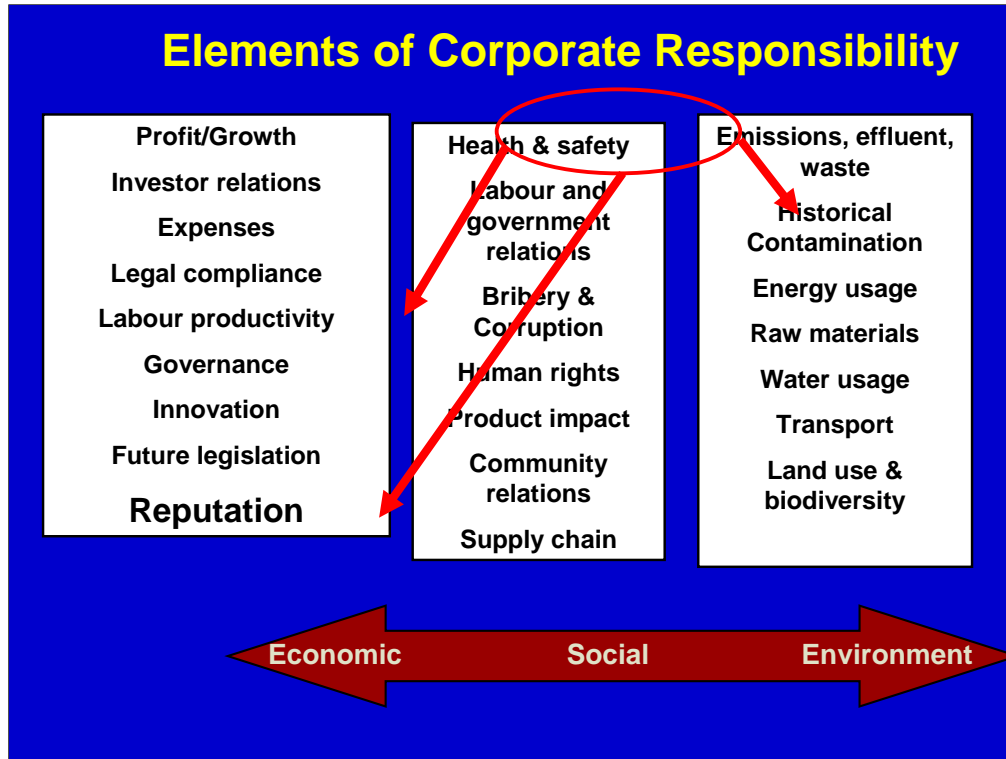 Elements of Corporate Responsibility
Profit/Growth
Investor relations
Expenses
Legal compliance
Labour productivity
Governance
Innovation
Future legislation
Reputation
Health & safety
Labour and
government
relations
Bribery &
Corruption
Human rights
Product impact
Community
relations
Supply chain
Emissions, effluent,
waste
Historical
Contamination
Energy usage
Raw materials
Water usage
Transport
Land use &
biodiversity
Economic
Social
Environment